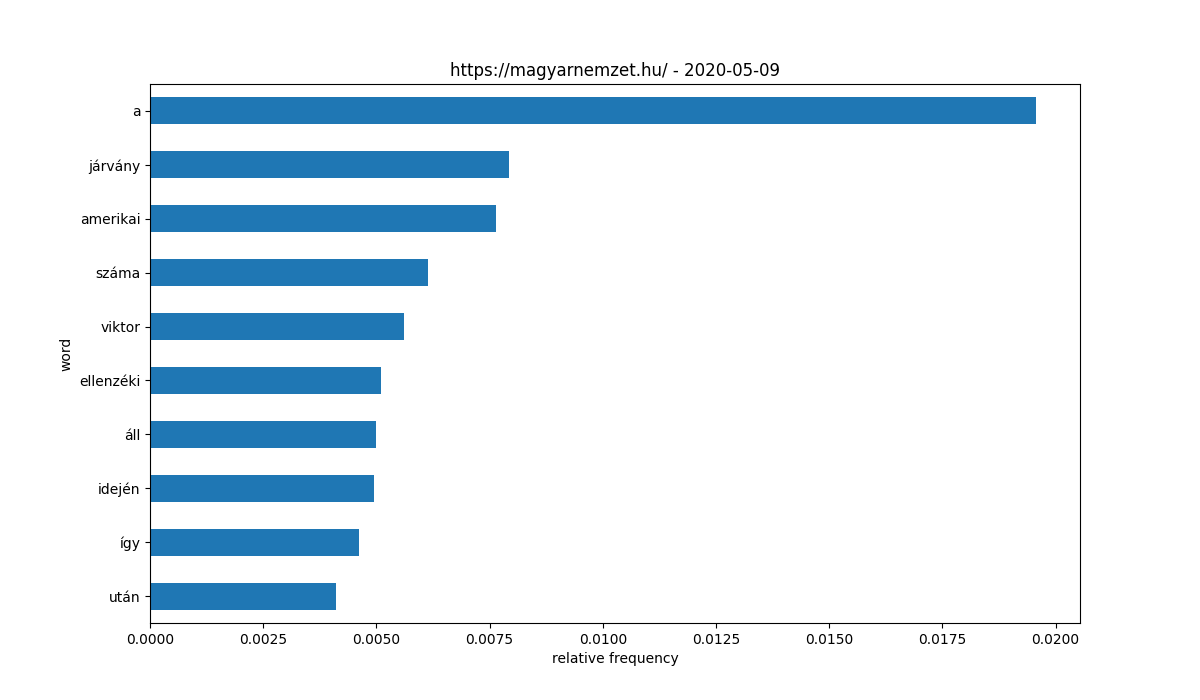 https://magyarnemzet.hu/ - 2020-05-09
a
járvány
amerikai
száma
viktor
ellenzéki
áll
idején
így
után
word
0.0000 0.0025 0.0050 0.0075 0.0100 0.0125 0.0150 0.0175 0.0200
relative frequency